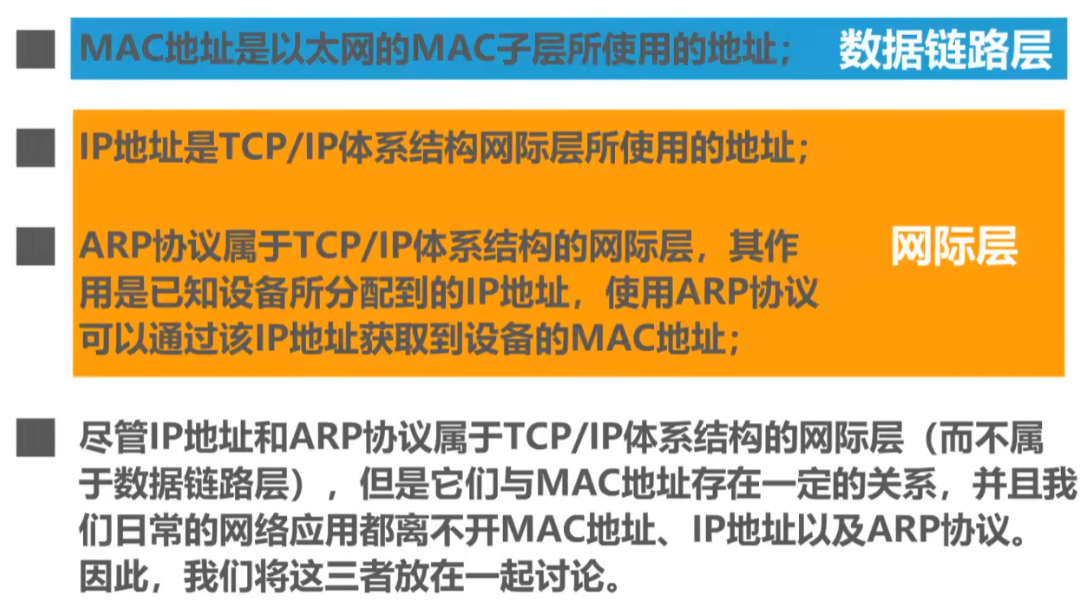 MAC地址是以太网的MAC子层所使用的地址； 数据链路层
IP地址是TCP/IP体系结构网际层所使用的地址；
ARP协议属于TCP/IP体系结构的网际层，其作 网际层
用是已知设备所分配到的IP地址，使用ARP协议
可以通过该IP地址获取到设备的MAC地址；
尽管IP地址和ARP协议属于TCP/IP体系结构的网际层（而不属
于数据链路层），但是它们与MAC地址存在一定的关系，并且我
们日常的网络应用都离不开MAC地址、IP地址以及ARP协议。
因此，我们将这三者放在一起讨论。